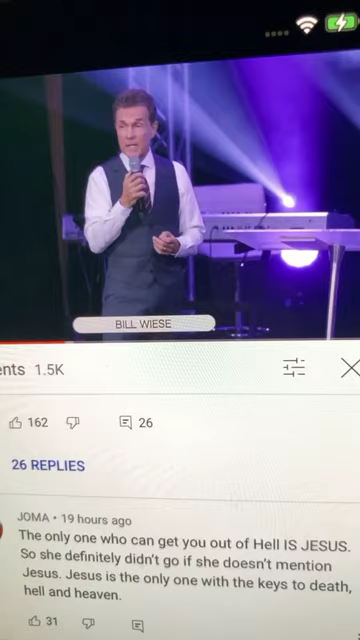 BILL WIESE
ents 1.5K
162
26
26 REPLIES
JOMA • 19 hours ago
The only one who can get you out of Hell IS JESUS.
So she definitely didn't go if she doesn't mention
Jesus. Jesus is the only one with the keys to death,
hell and heaven.
31